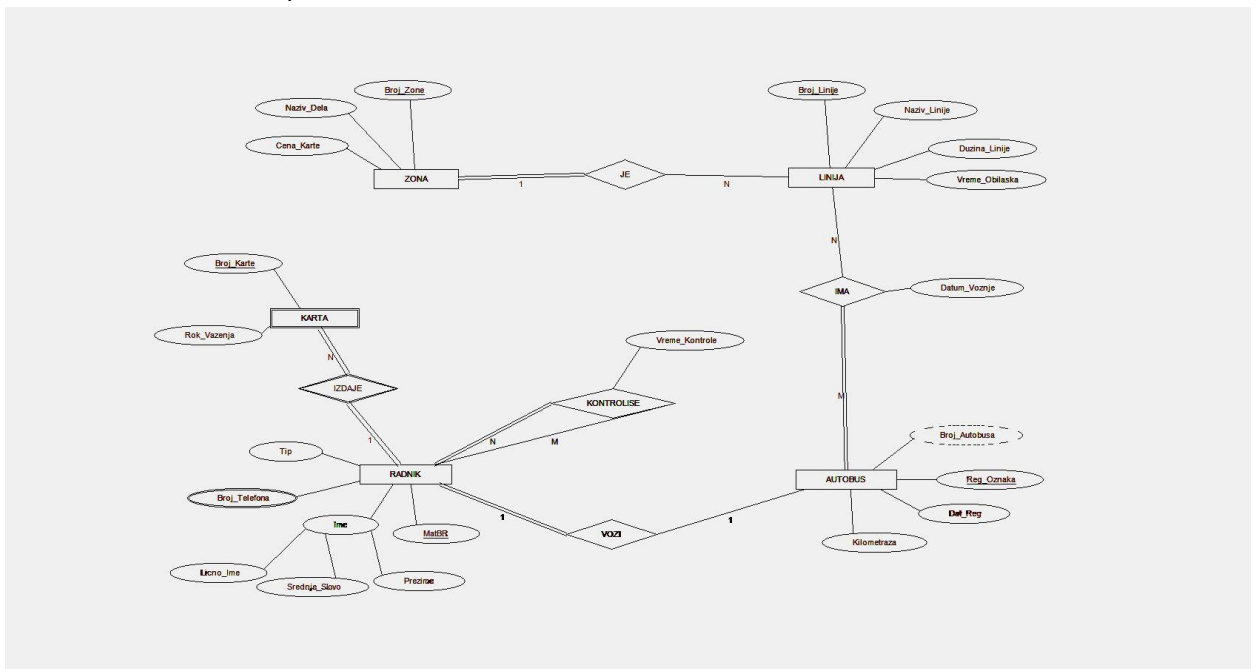 Broj_Zone
Broj_Linije
Naziv_Dela
Naziv_Linije
Cena_Karte
Duzina_Linije
ZONA
1
JE
N
LINIJA
Vreme_Obilaska
N
Broj_Karte
IMA
Datum_Voznje
KARTA
Rok_Vazenja
Vreme_Kontrole
N
IZDAJE
M
KONTROLISE
1
N
M
Broj_Autobusa
Tip
RADNIK
AUTOBUS
Reg_Oznaka
Broj_Telefona
Dat_Reg
1
1
Ime
MatBR
VOZI
Kilometraza
Licno_Ime
Srednje_Slovo
Prezime